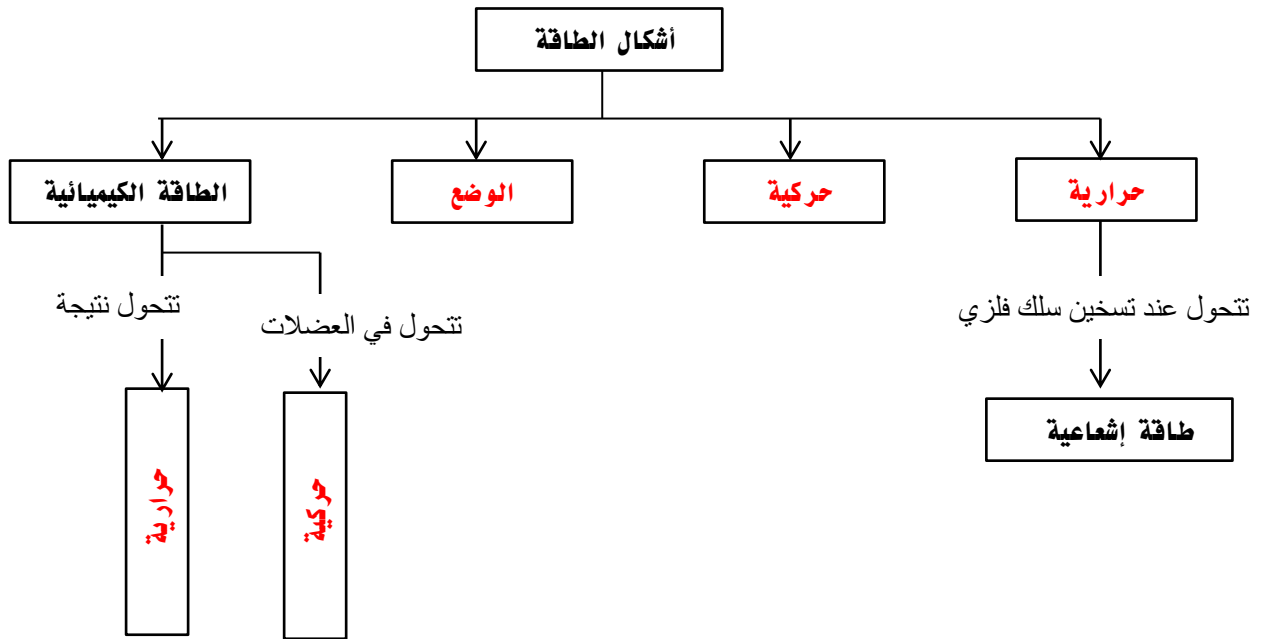 أشكال الطاقة
حرارية
حركية
الوضع
الطاقة الكيميائية
تتحول عند تسخين سلك فلزي
تتحول في العضلات
تتحول نتيجة
طاقة إشعاعية
حركية
حرارية